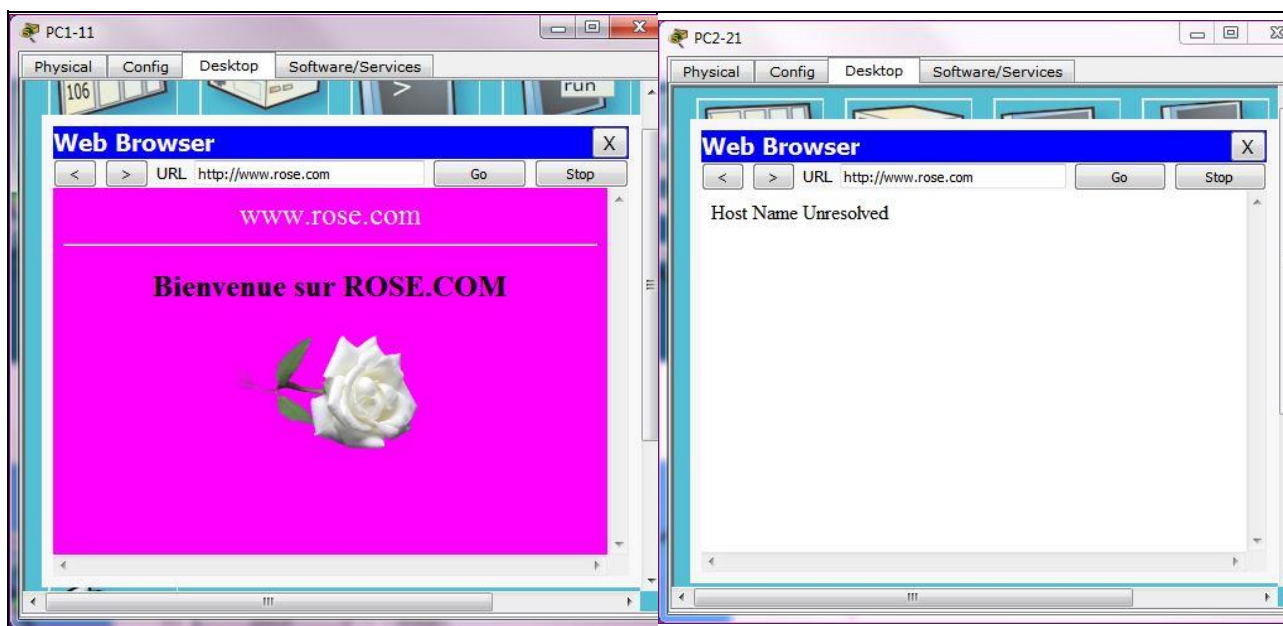 PC1-11
X
Physical Config Desktop Software/Services
106
>
run
Web Browser
X
< > URL http://www.rose.com Go Stop
www.rose.com
Bienvenue sur ROSE.COM
PC2-21
Physical Config Desktop Software/Services
Web Browser
X
< > URL http://www.rose.com Go Stop
Host Name Unresolved